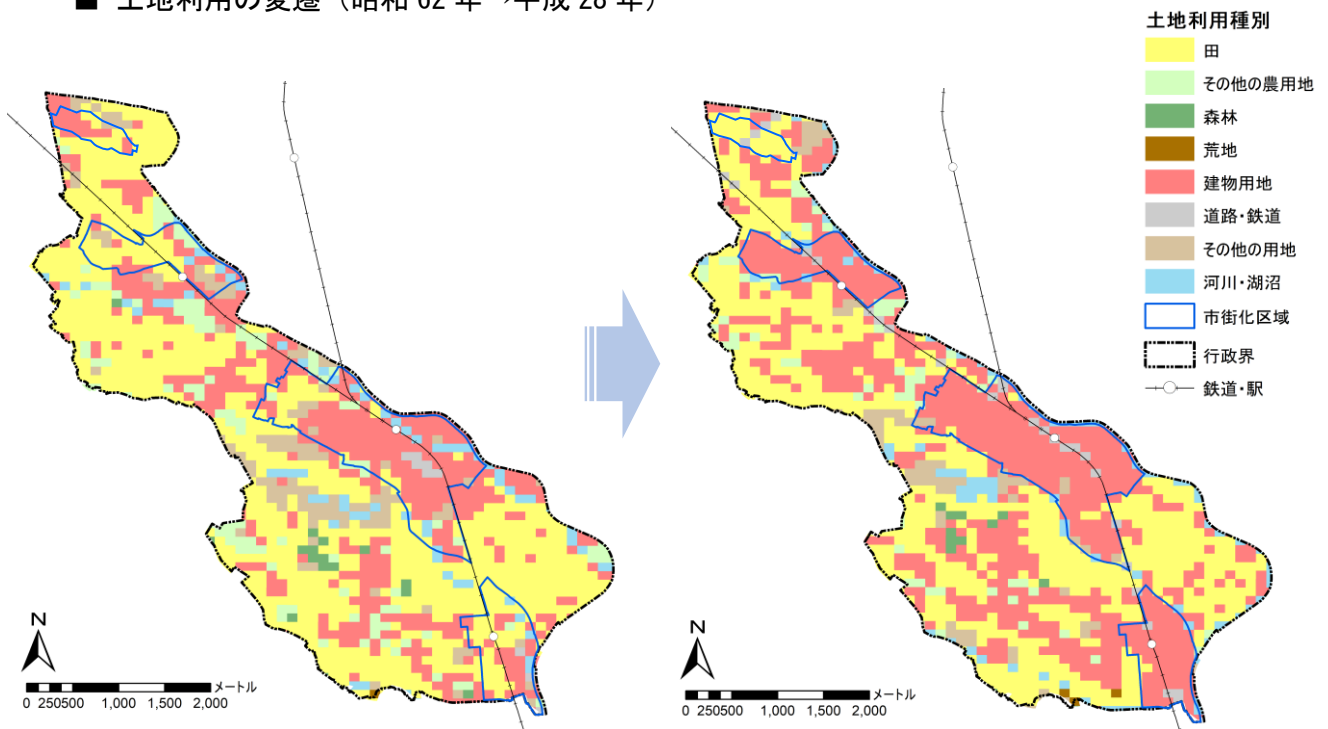 ■ 土地利用の変遷（昭和 62 年→平成 28 年）
土地利用種別
田
その他の農用地
森林
荒地
建物用地
道路・鉄道
その他の用地
河川・湖沼
市街化区域
行政界
鉄道・駅
N
メートル
0 250500 1,000 1,500 2,000
N
メートル
0 250500 1,000 1,500 2,000